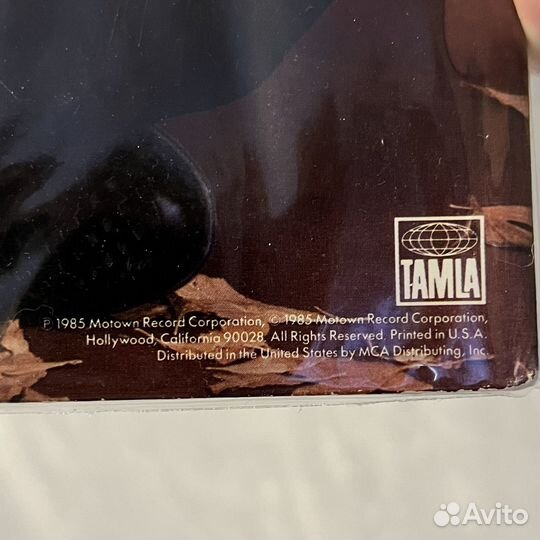 TAMLA
℗ 1985 Motown Record Corporation, © 1985 Motown Record Corporation,
Hollywood, California 90028. All Rights Reserved. Printed in U.S.A.
Distributed in the United States by MCA Distributing, Inc.
Avito